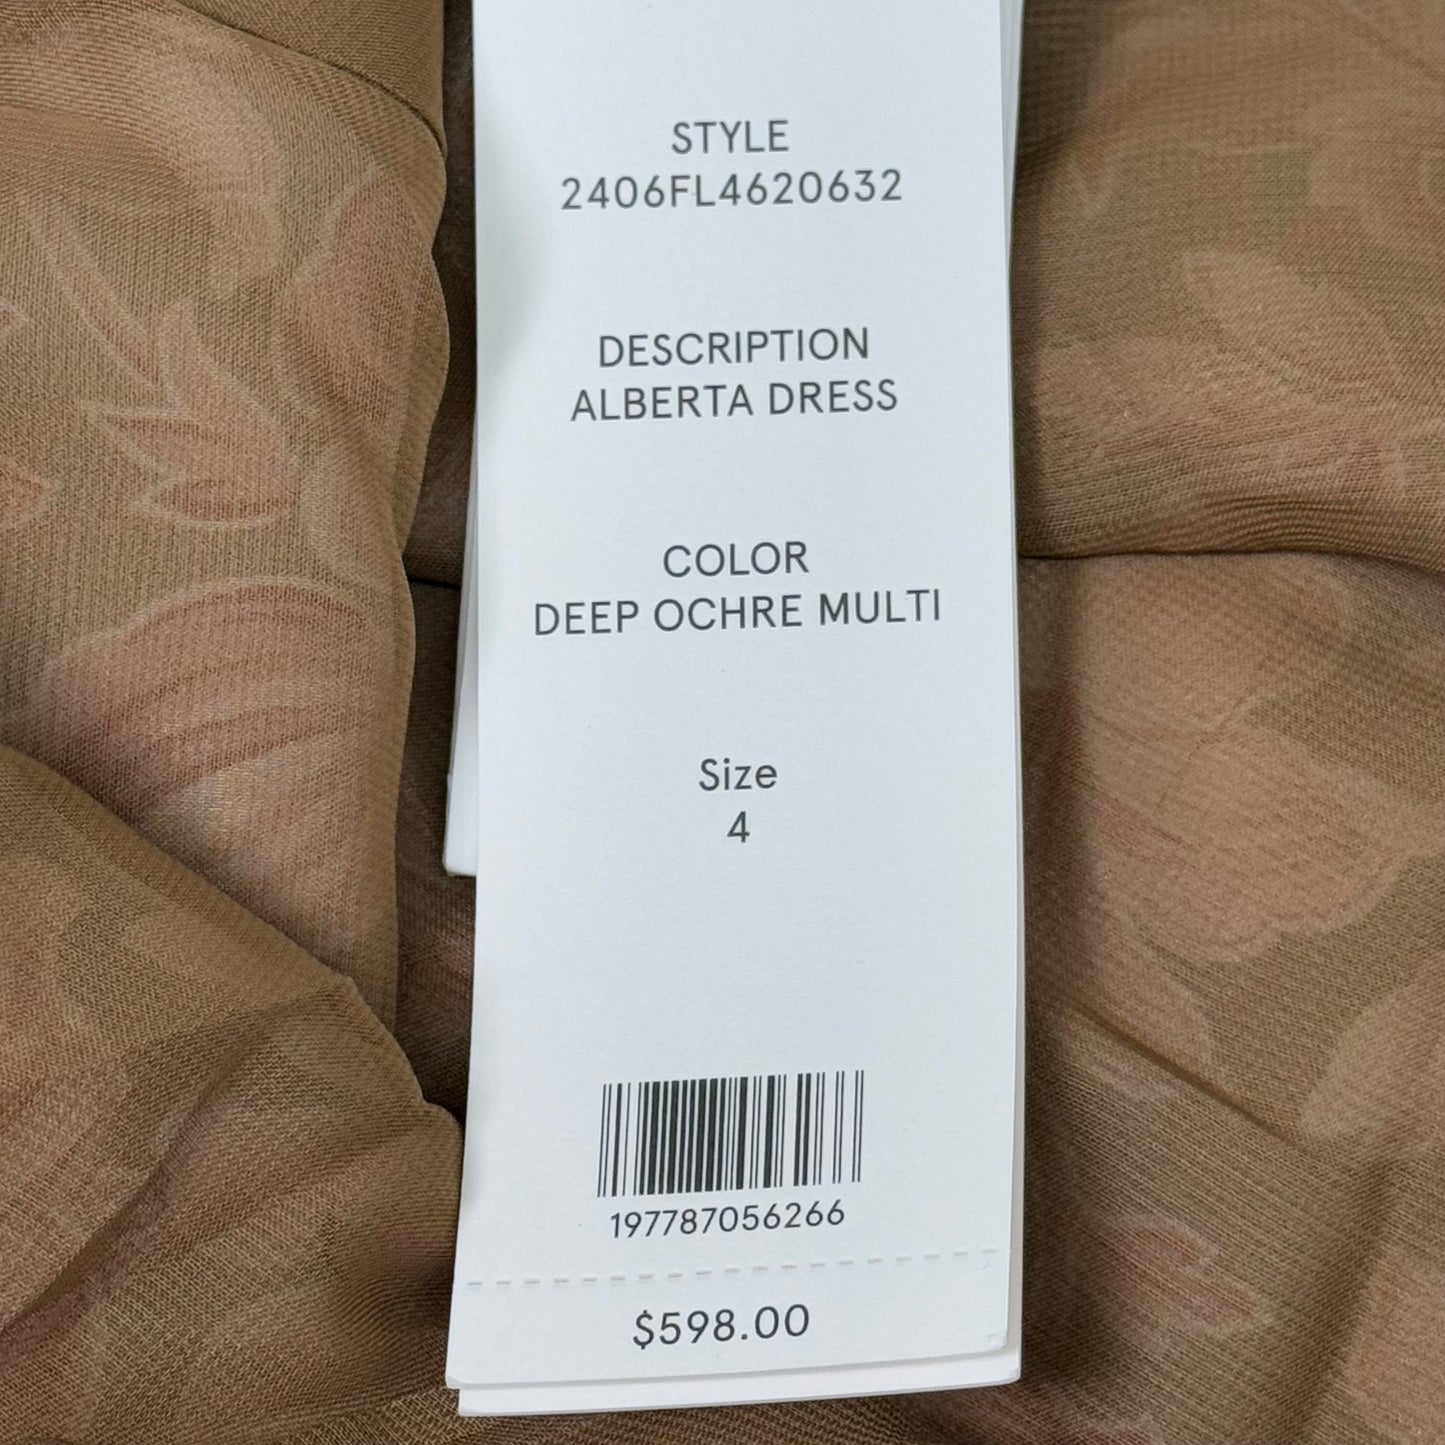 STYLE
2406FL4620632
DESCRIPTION
ALBERTA DRESS
COLOR
DEEP OCHRE MULTI
Size
4
197787056266
$598.00